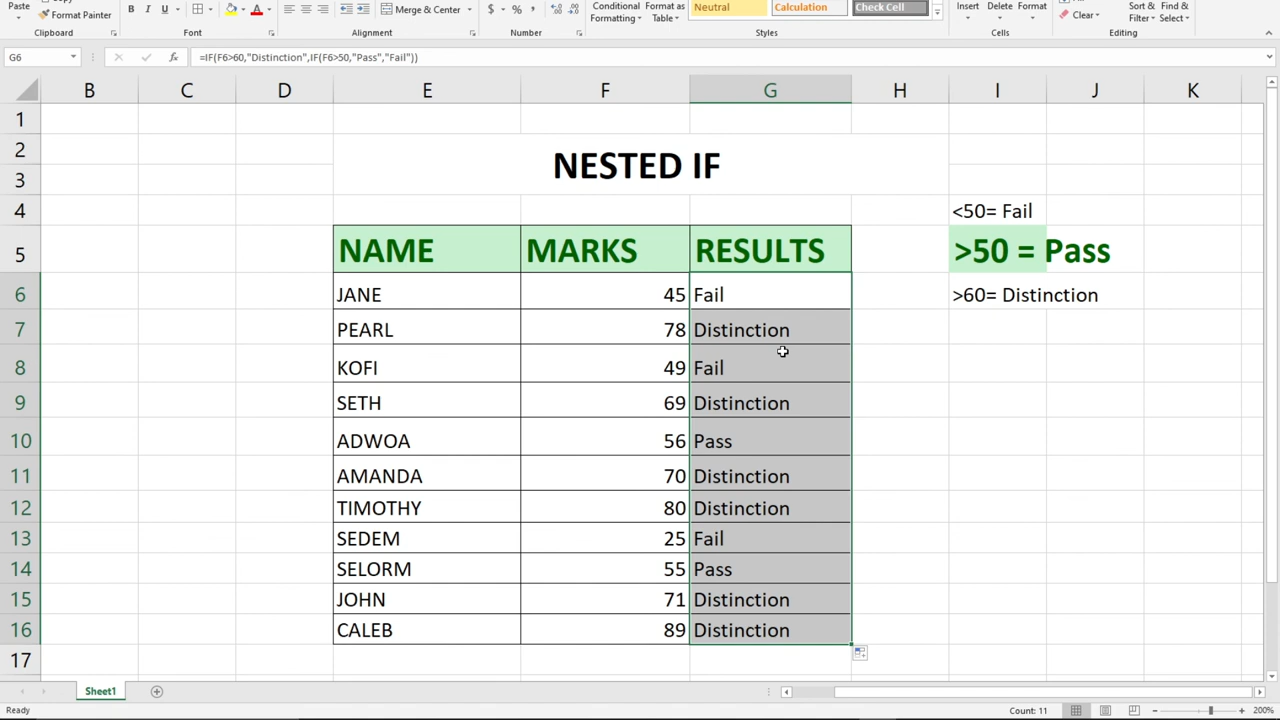 Paste
Copy
Format Painter
B I U A
Merge & Center
$ % ,
Conditional Formatting
Format as Table
Neutral
Calculation
Check Cell
Insert
Delete
Format
Clear
Sort & Filter
Find & Select
Clipboard
Font
Alignment
Number
Styles
Cells
Editing
G6
fx
=IF(F6>60,"Distinction",IF(F6>50,"Pass","Fail"))
B C D E F G H I J K
1
2 NESTED IF
3
4 <50= Fail
5 NAME MARKS RESULTS >50 = Pass
6 JANE 45 Fail >60= Distinction
7 PEARL 78 Distinction
8 KOFI 49 Fail
9 SETH 69 Distinction
10 ADWOA 56 Pass
11 AMANDA 70 Distinction
12 TIMOTHY 80 Distinction
13 SEDEM 25 Fail
14 SELORM 55 Pass
15 JOHN 71 Distinction
16 CALEB 89 Distinction
17
Sheet1
Ready
Count: 11
200%